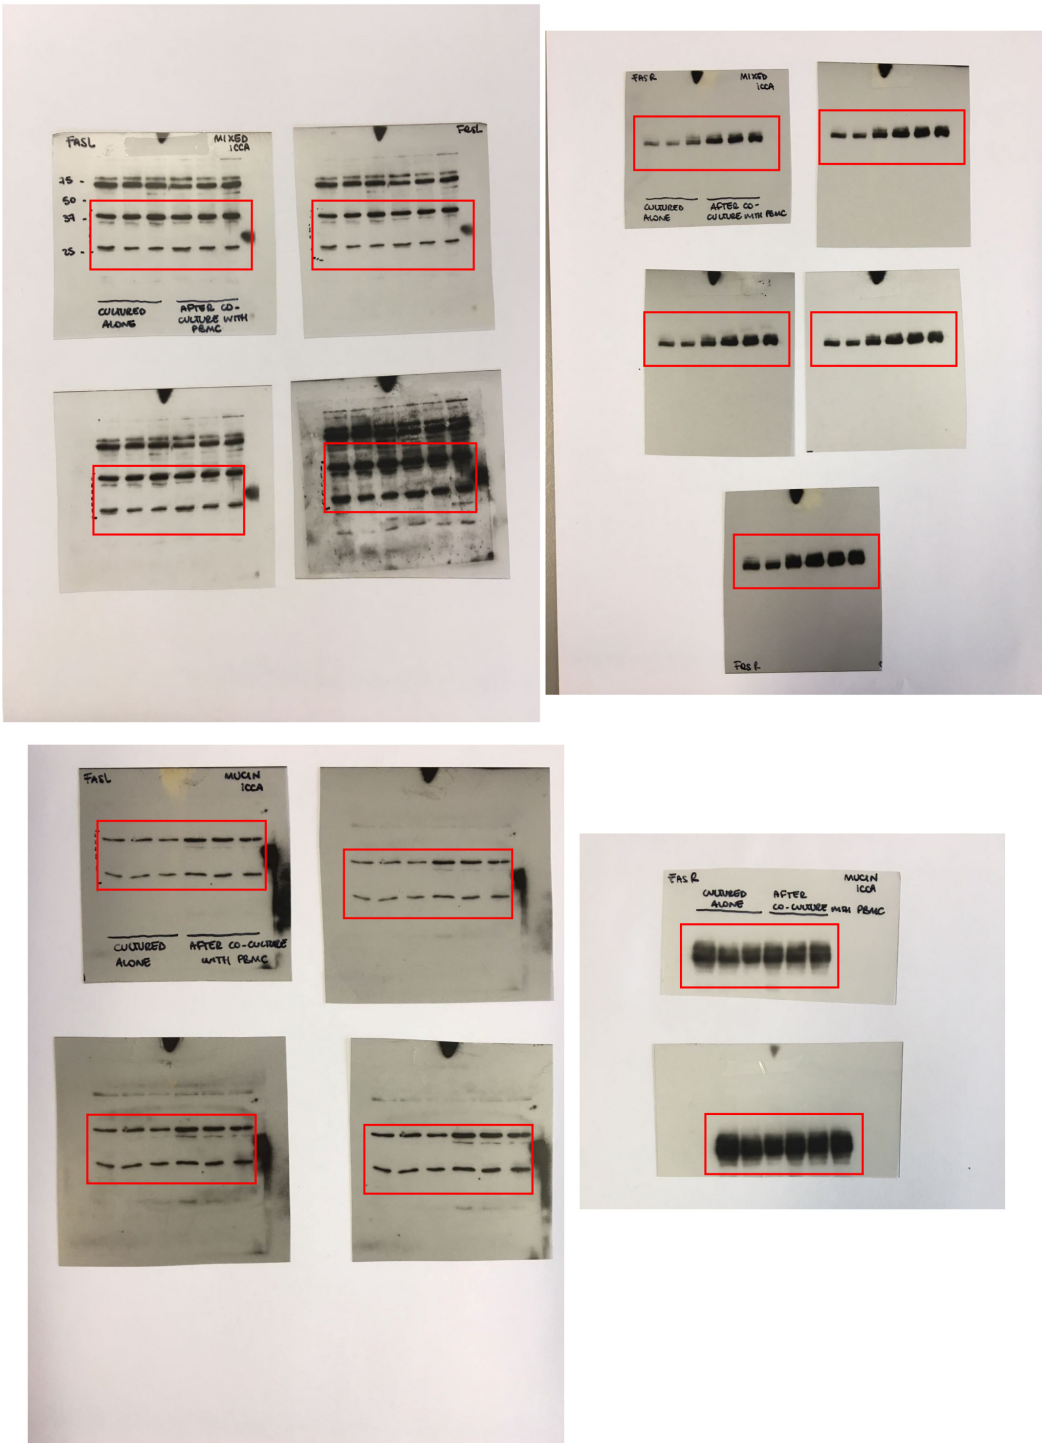 FASL
MIXED
iCCA
75 -
50 -
37 -
25 -
CULTURED
ALONE
AFTER CO-
CULTURE WITH
PBMC
FASL
FAS R
MIXED
iCCA
CULTURED
ALONE
AFTER CO-
CULTURE WITH PBMC
FAS R
FASL
MUCIN
iCCA
CULTURED
ALONE
AFTER CO-CULTURE
WITH PBMC
FAS R
MUCIN
iCCA
CULTURED
ALONE
AFTER
CO-CULTURE WITH PBMC